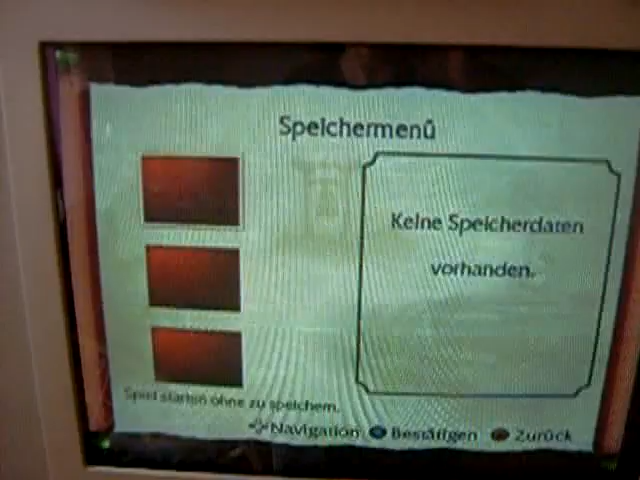 Speichermenü
Keine Speicherdaten
vorhanden.
Spiel starten ohne zu speichern.
Navigation Bestätigen Zurück